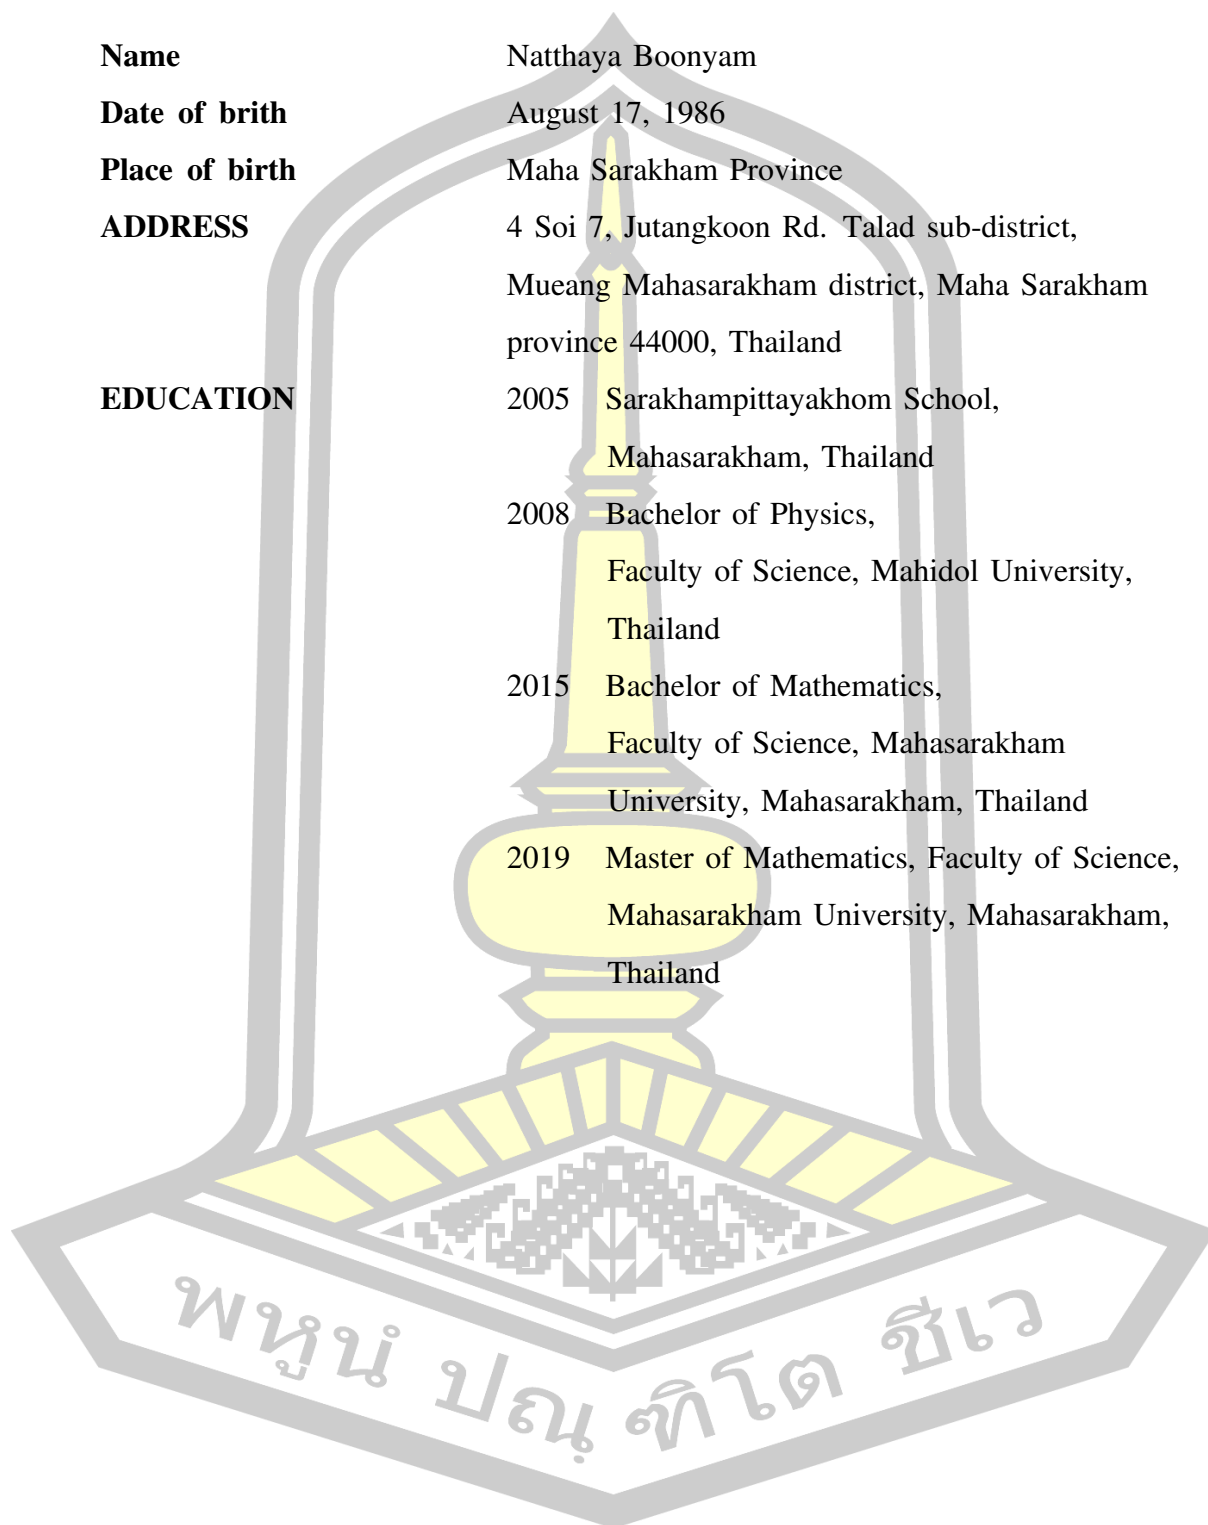 Name Natthaya Boonyam
Date of brith August 17, 1986
Place of birth Maha Sarakham Province
ADDRESS 4 Soi 7, Jutangkoon Rd. Talad sub-district,
Mueang Mahasarakham district, Maha Sarakham
province 44000, Thailand
EDUCATION 2005 Sarakhampittayakhom School,
Mahasarakham, Thailand
2008 Bachelor of Physics,
Faculty of Science, Mahidol University,
Thailand
2015 Bachelor of Mathematics,
Faculty of Science, Mahasarakham
University, Mahasarakham, Thailand
2019 Master of Mathematics, Faculty of Science,
Mahasarakham University, Mahasarakham,
Thailand
พหูนํ ปณฺ ฑิโต ชีเว